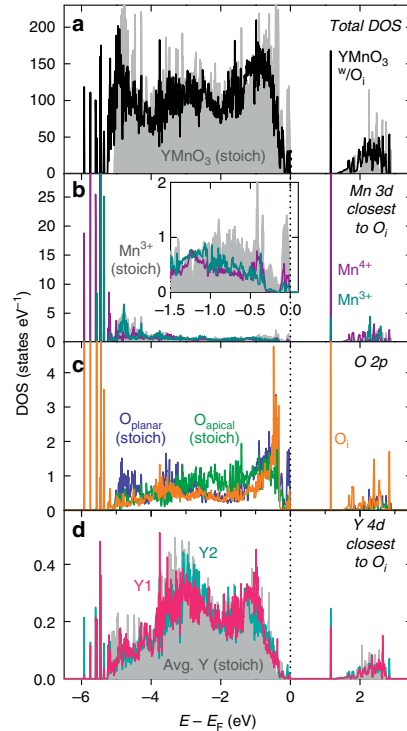 a
Total DOS
200
150
100
50
0
YMnO3
w/Oi
YMnO3 (stoich)
b
Mn 3d
closest
to Oi
25
20
15
10
5
0
Mn3+
(stoich)
2
1
0
-1.5 -1.0 -0.5 0.0
Mn4+
Mn3+
DOS (states eV−1)
c
O 2p
4
3
2
1
0
Oplanar
(stoich)
Oapical
(stoich)
Oi
d
Y 4d
closest
to Oi
0.4
0.2
0.0
Y1
Y2
Avg. Y (stoich)
−6 −4 −2 0 2
E – EF (eV)